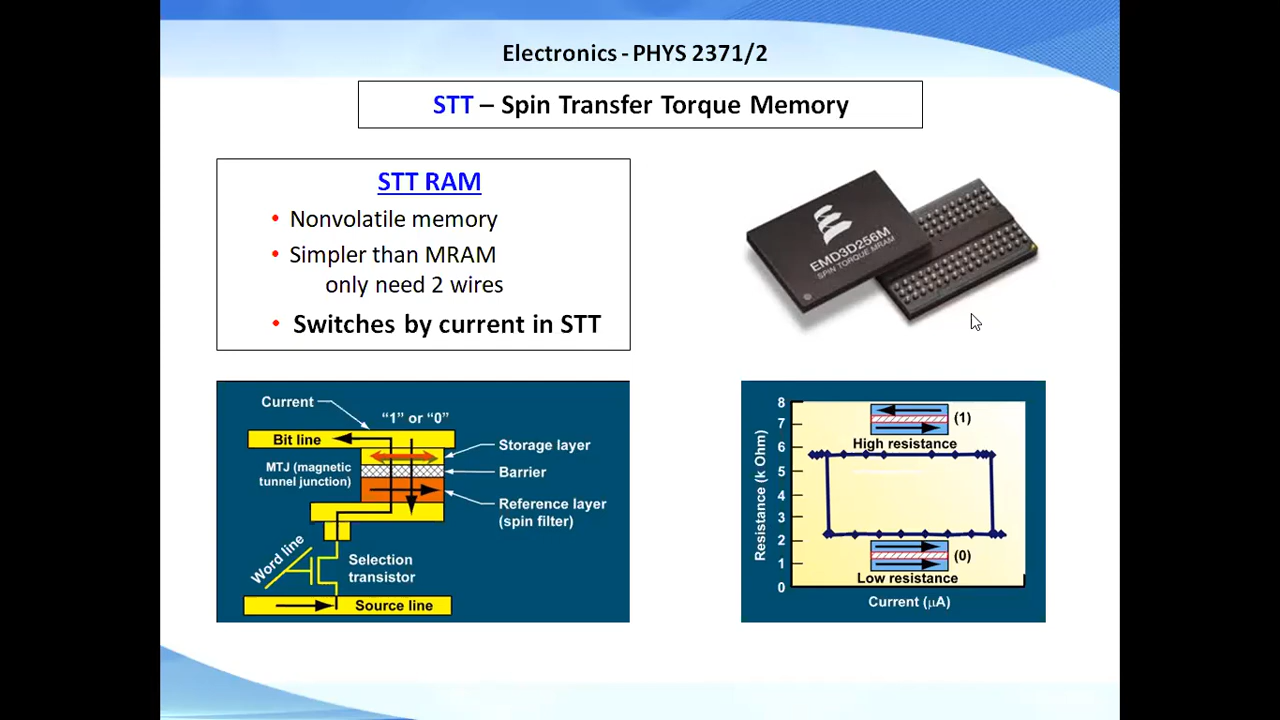 Electronics - PHYS 2371/2
STT – Spin Transfer Torque Memory
STT RAM
• Nonvolatile memory
• Simpler than MRAM
only need 2 wires
• Switches by current in STT
EMD3D256M
SPIN TORQUE MRAM
Current
"1" or "0"
Bit line
Storage layer
MTJ (magnetic
tunnel junction)
Barrier
Reference layer
(spin filter)
Word line
Selection
transistor
Source line
Resistance (k Ohm)
8
7
6
5
4
3
2
1
0
(1)
High resistance
(0)
Low resistance
Current (μA)